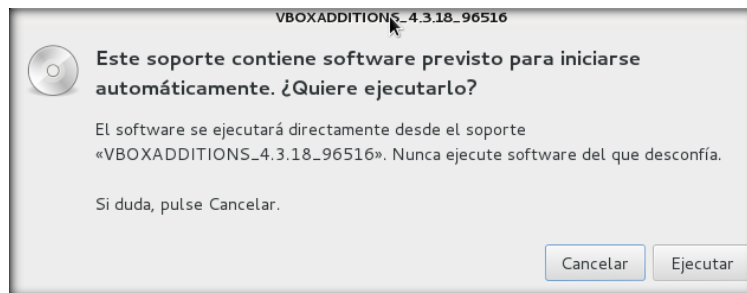 VBOXADDITIONS_4.3.18_96516
Este soporte contiene software previsto para iniciarse
automáticamente. ¿Quiere ejecutarlo?
El software se ejecutará directamente desde el soporte
«VBOXADDITIONS_4.3.18_96516». Nunca ejecute software del que desconfía.
Si duda, pulse Cancelar.
Cancelar Ejecutar